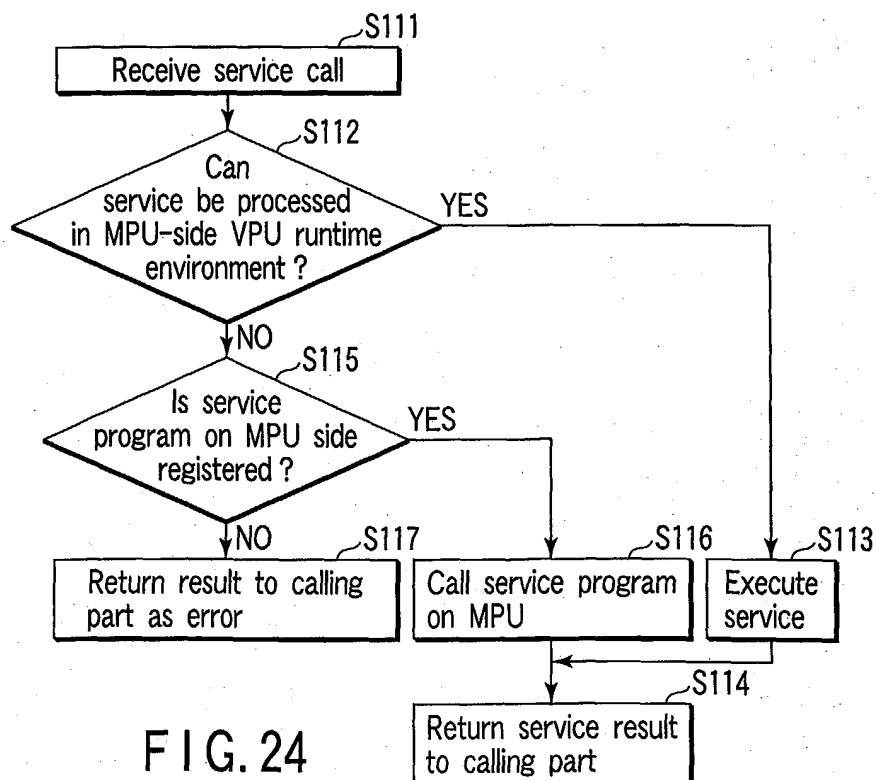 S111
Receive service call
S112
Can
service be processed
in MPU-side VPU runtime
environment ?
YES
NO
S115
Is service
program on MPU side
registered ?
YES
NO
S117
Return result to calling
part as error
S116
Call service program
on MPU
S113
Execute
service
S114
Return service result
to calling part
FIG. 24